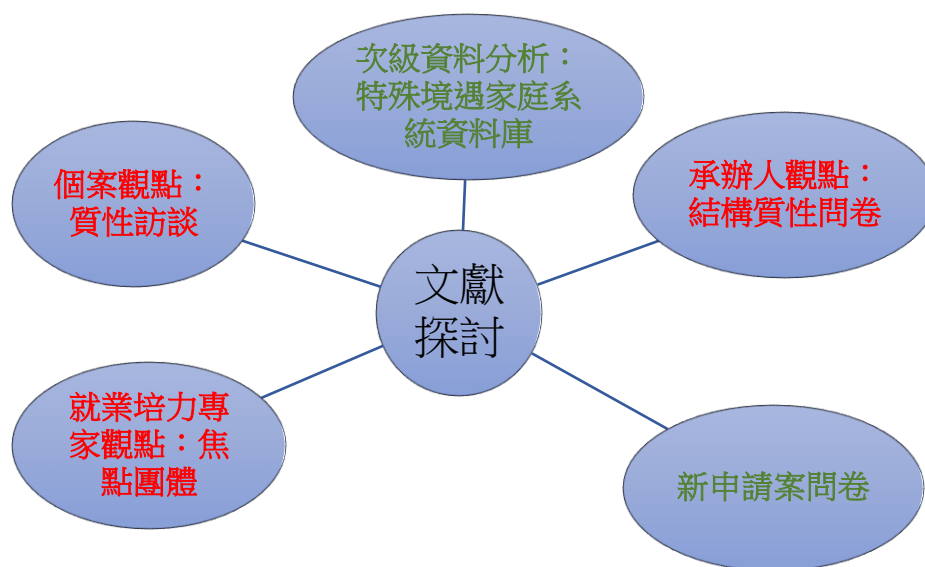 次級資料分析：
特殊境遇家庭系
統資料庫
個案觀點：
質性訪談
承辦人觀點：
結構質性問卷
文獻
探討
就業培力專
家觀點：焦
點團體
新申請案問卷